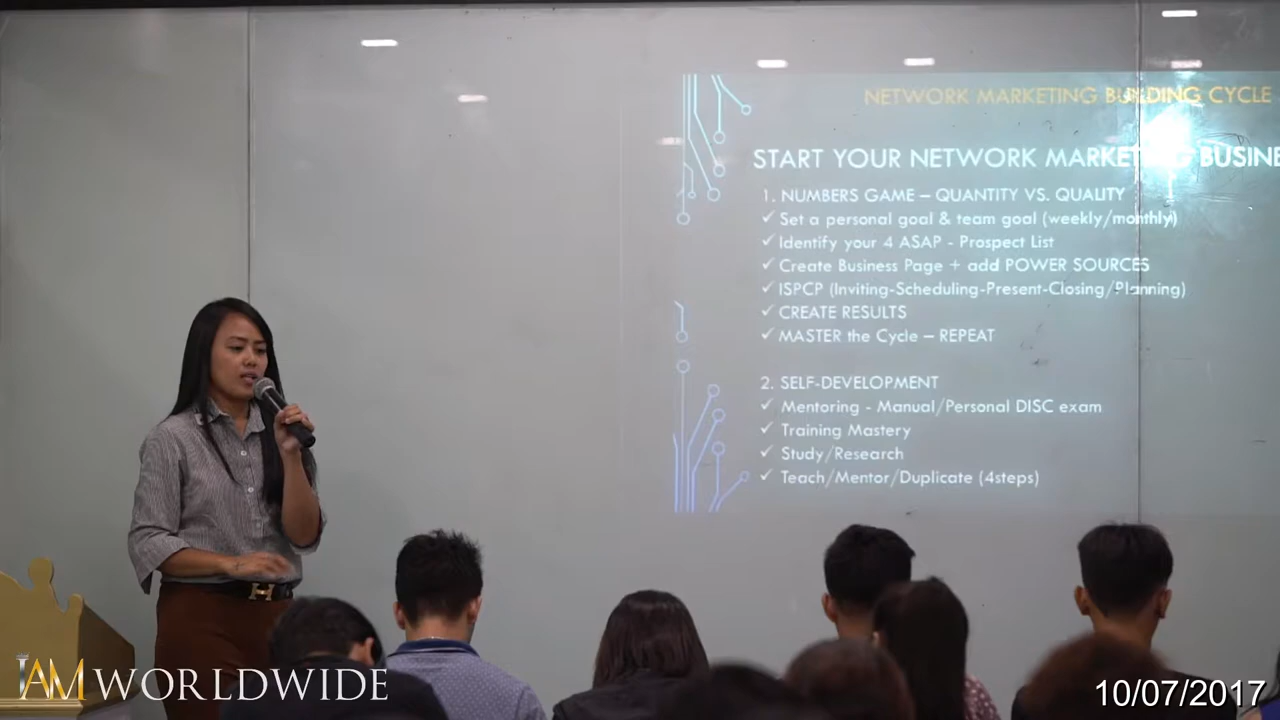 NETWORK MARKETING BUILDING CYCLE
START YOUR NETWORK MARKETING BUSINE
1. NUMBERS GAME – QUANTITY VS. QUALITY
✓ Set a personal goal & team goal (weekly/monthly)
✓ Identify your 4 ASAP - Prospect List
✓ Create Business Page + add POWER SOURCES
✓ ISPCP (Inviting-Scheduling-Present-Closing/Planning)
✓ CREATE RESULTS
✓ MASTER the Cycle – REPEAT
2. SELF-DEVELOPMENT
✓ Mentoring - Manual/Personal DISC exam
✓ Training Mastery
✓ Study/Research
✓ Teach/Mentor/Duplicate (4steps)
IAM WORLDWIDE
10/07/2017